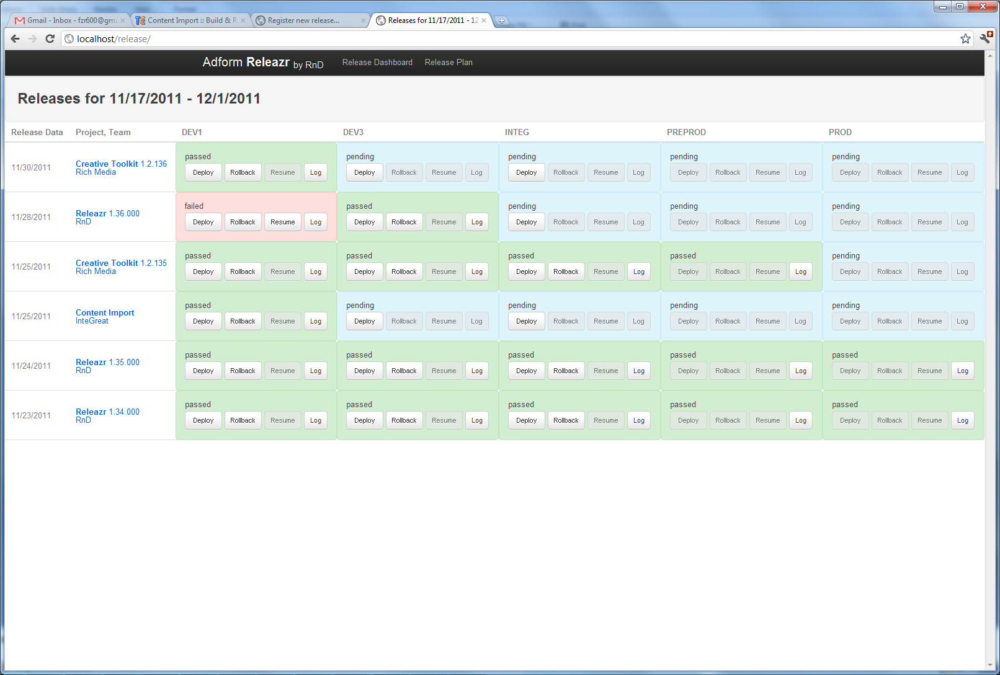 Gmail - Inbox - fzr600@gm
Content Import :: Build & R
Register new release...
Releases for 11/17/2011 - 12
localhost/release/
Adform Releazr by RnD
Release Dashboard
Release Plan
Releases for 11/17/2011 - 12/1/2011
Release Data Project, Team DEV1 DEV3 INTEG PREPROD PROD
passed pending pending pending pending
11/30/2011 Creative Toolkit 1.2.136
Rich Media
Deploy Rollback Resume Log Deploy Rollback Resume Log Deploy Rollback Resume Log Deploy Rollback Resume Log Deploy Rollback Resume Log
failed passed pending pending pending
11/28/2011 Releazr 1.36.000
RnD
Deploy Rollback Resume Log Deploy Rollback Resume Log Deploy Rollback Resume Log Deploy Rollback Resume Log Deploy Rollback Resume Log
passed passed passed passed pending
11/25/2011 Creative Toolkit 1.2.135
Rich Media
Deploy Rollback Resume Log Deploy Rollback Resume Log Deploy Rollback Resume Log Deploy Rollback Resume Log Deploy Rollback Resume Log
passed pending pending pending pending
11/25/2011 Content Import
InteGreat
Deploy Rollback Resume Log Deploy Rollback Resume Log Deploy Rollback Resume Log Deploy Rollback Resume Log Deploy Rollback Resume Log
passed passed passed passed passed
11/24/2011 Releazr 1.35.000
RnD
Deploy Rollback Resume Log Deploy Rollback Resume Log Deploy Rollback Resume Log Deploy Rollback Resume Log Deploy Rollback Resume Log
passed passed passed passed passed
11/23/2011 Releazr 1.34.000
RnD
Deploy Rollback Resume Log Deploy Rollback Resume Log Deploy Rollback Resume Log Deploy Rollback Resume Log Deploy Rollback Resume Log